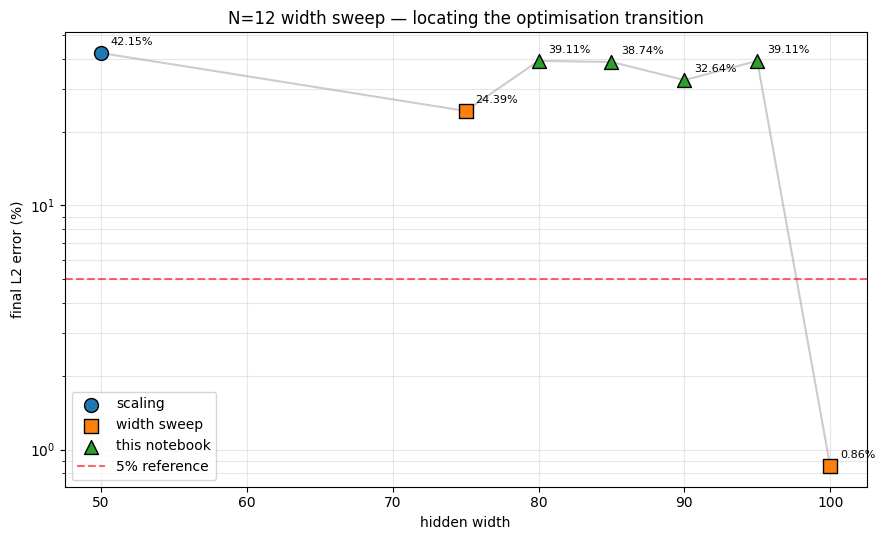 N=12 width sweep — locating the optimisation transition
42.15%
24.39%
39.11%
38.74%
32.64%
39.11%
0.86%
final L2 error (%)
10¹
10⁰
scaling
width sweep
this notebook
5% reference
50
60
70
80
90
100
hidden width